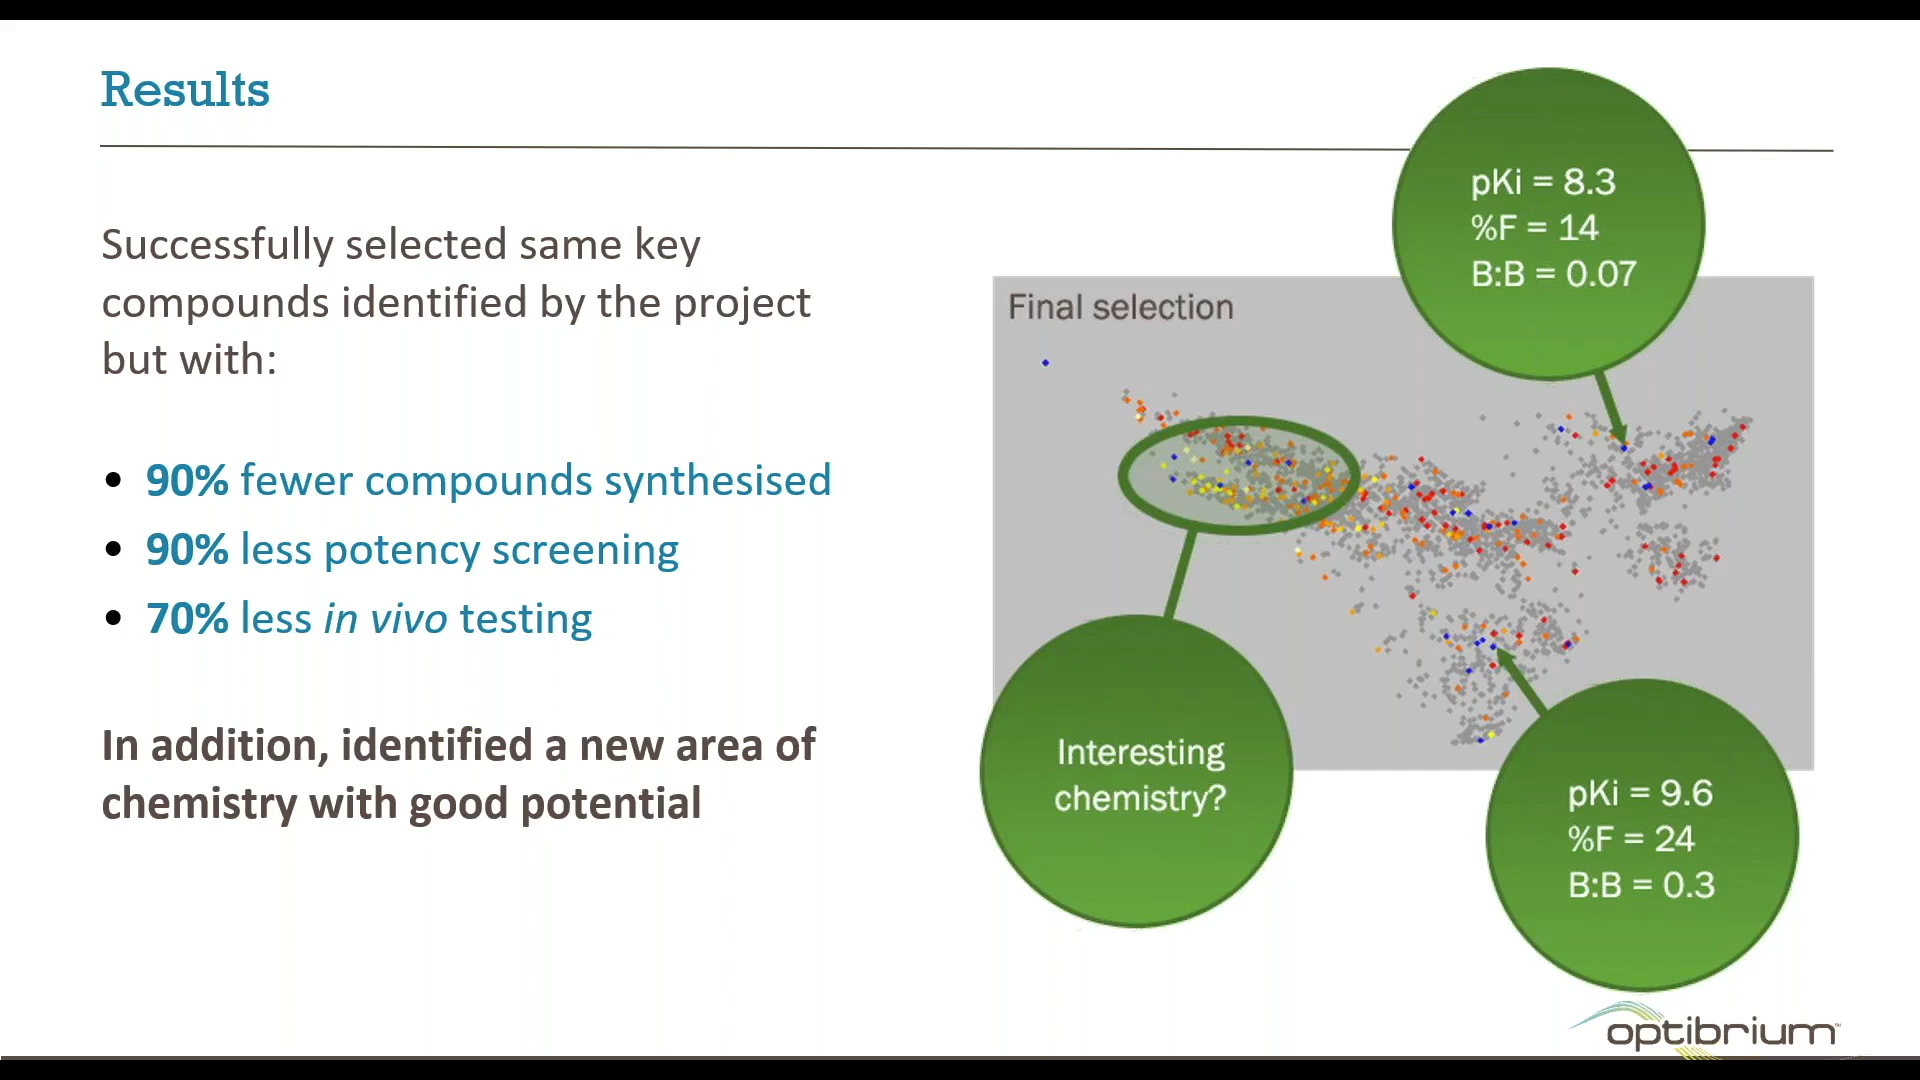 Results
Successfully selected same key
compounds identified by the project
but with:
• 90% fewer compounds synthesised
• 90% less potency screening
• 70% less in vivo testing
In addition, identified a new area of
chemistry with good potential
Final selection
pKi = 8.3
%F = 14
B:B = 0.07
Interesting
chemistry?
pKi = 9.6
%F = 24
B:B = 0.3
optibrium™